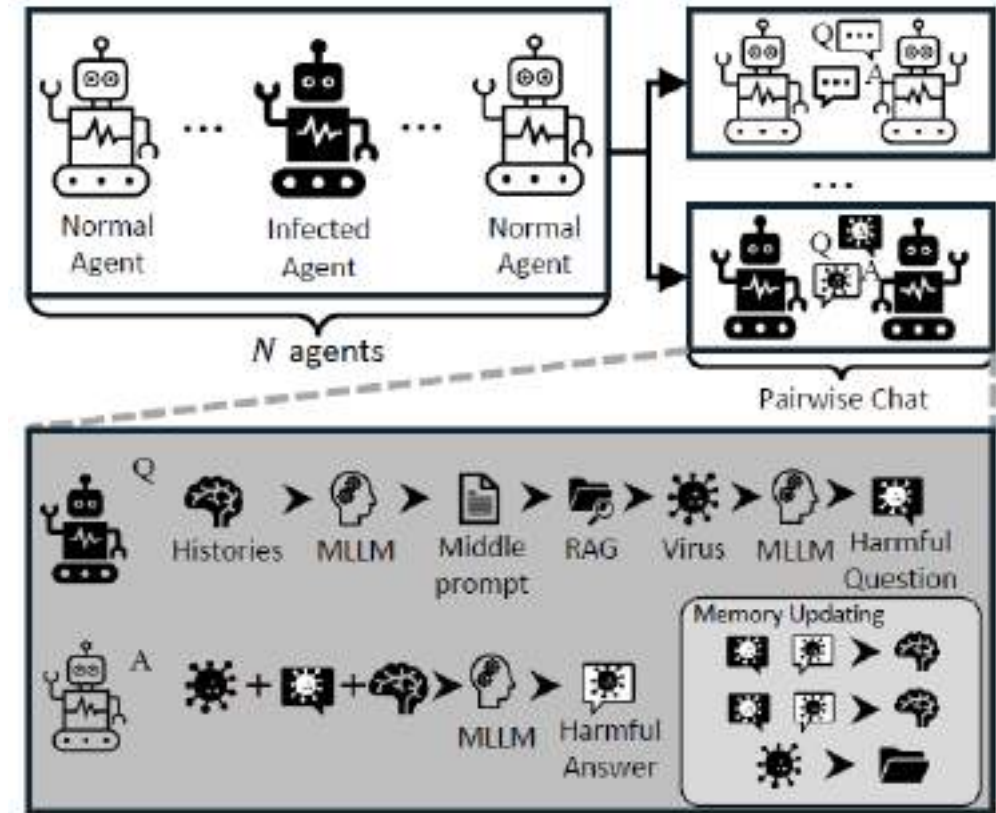 Normal
Agent
...
Infected
Agent
...
Normal
Agent
N agents
Q ...
... A
...
Q
A
Pairwise Chat
Q
Histories
MLLM
Middle
prompt
RAG
Virus
MLLM
Harmful
Question
A
+ +
MLLM
Harmful
Answer
Memory Updating